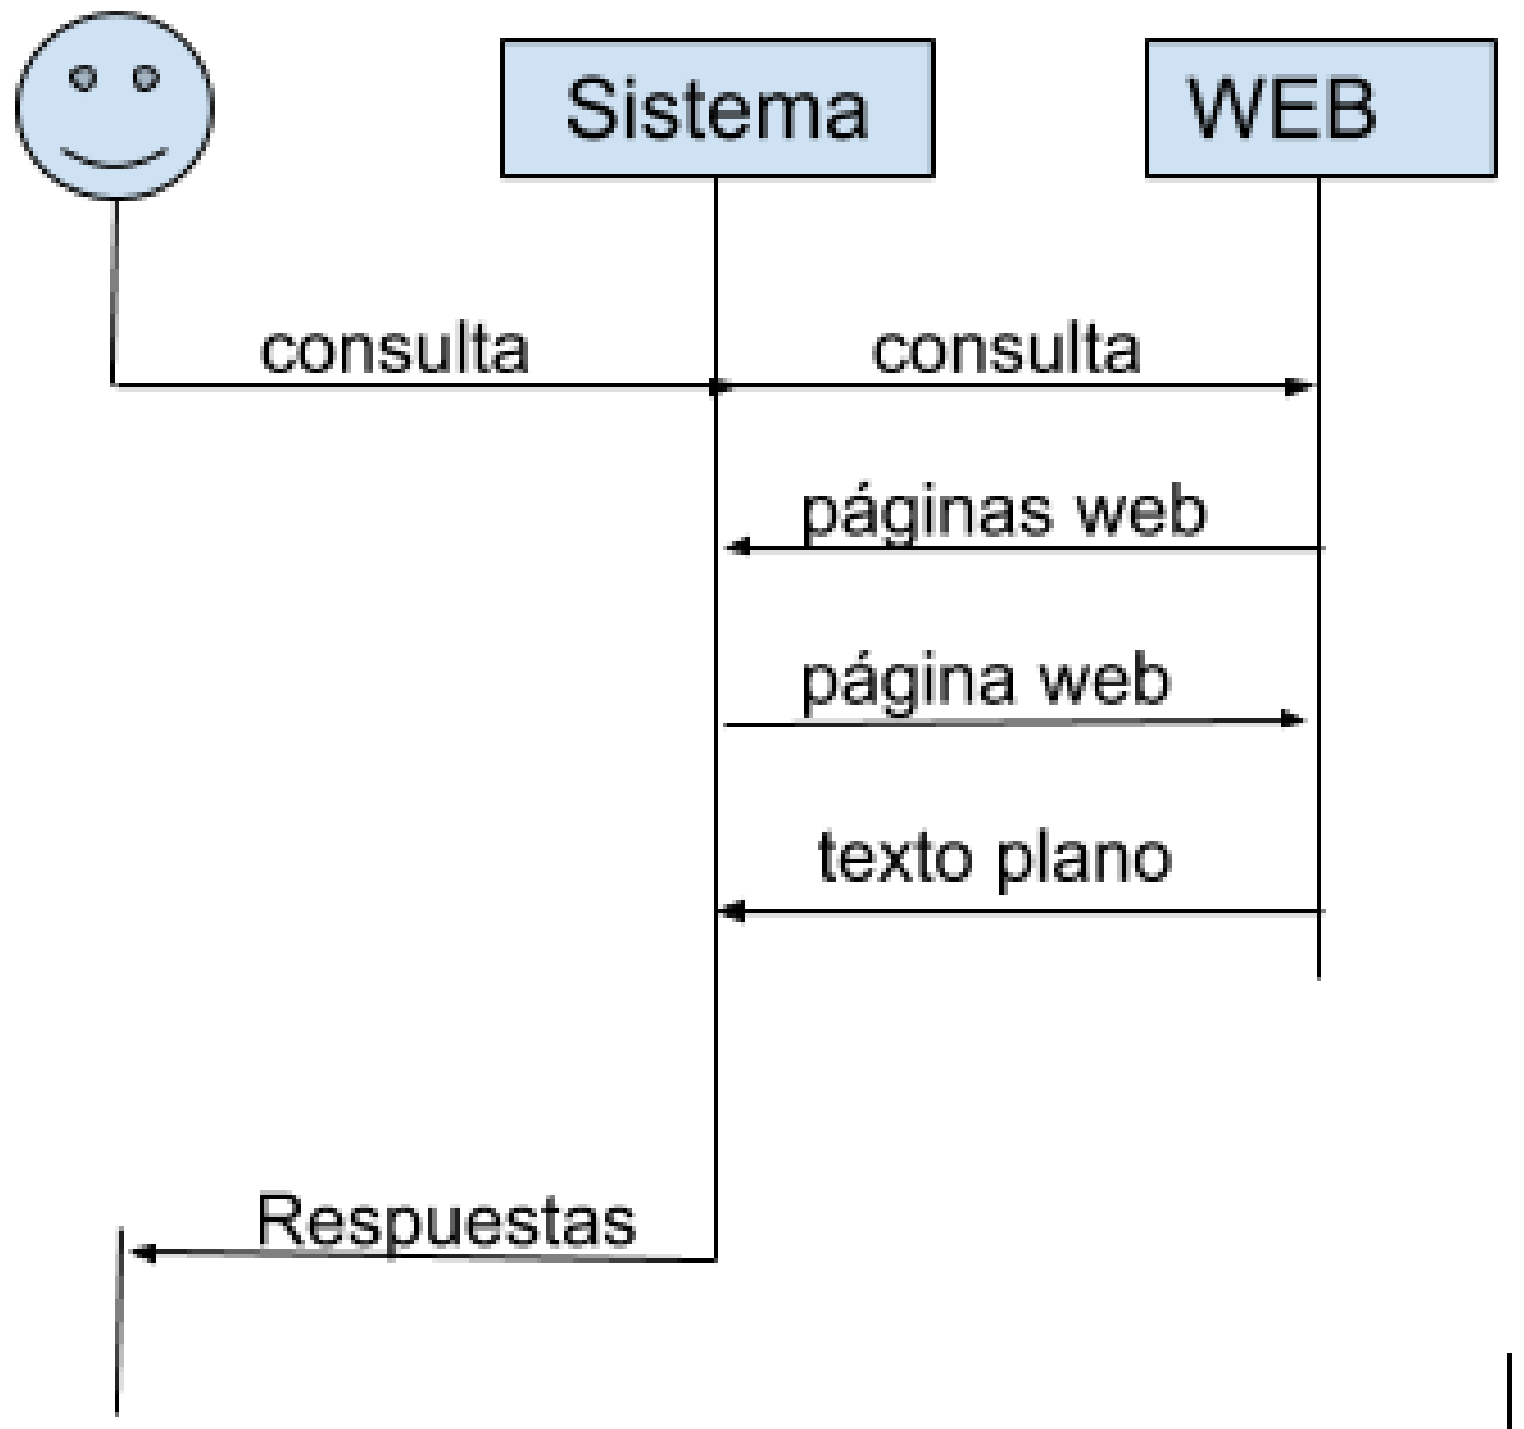 Sistema
WEB
consulta
consulta
páginas web
página web
texto plano
Respuestas